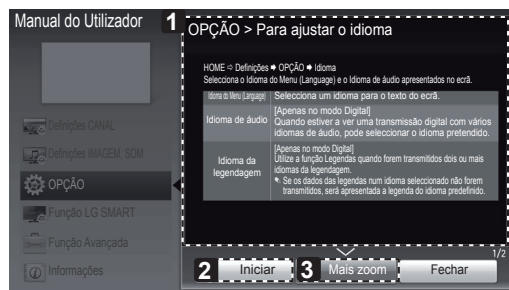 Manual do Utilizador
1
OPÇÃO > Para ajustar o idioma
HOME ⇨ Definições ➡ OPÇÃO ➡ Idioma
Selecciona o Idioma do Menu (Language) e o Idioma de áudio apresentados no ecrã.
Idioma do Menu (Language) Selecciona um idioma para o texto do ecrã.
Idioma de áudio
[Apenas no modo Digital]
Quando estiver a ver uma transmissão digital com vários
idiomas de áudio, pode seleccionar o idioma pretendido.
Idioma da
legendagem
[Apenas no modo Digital]
Utilize a função Legendas quando forem transmitidos dois ou mais
idiomas da legendagem.
Se os dados das legendas num idioma seleccionado não forem
transmitidos, será apresentada a legenda do idioma predefinido.
Definições CANAL
Definições IMAGEM, SOM
OPÇÃO
Função LG SMART
Função Avançada
Informações
1/2
2 Iniciar 3 Mais zoom Fechar